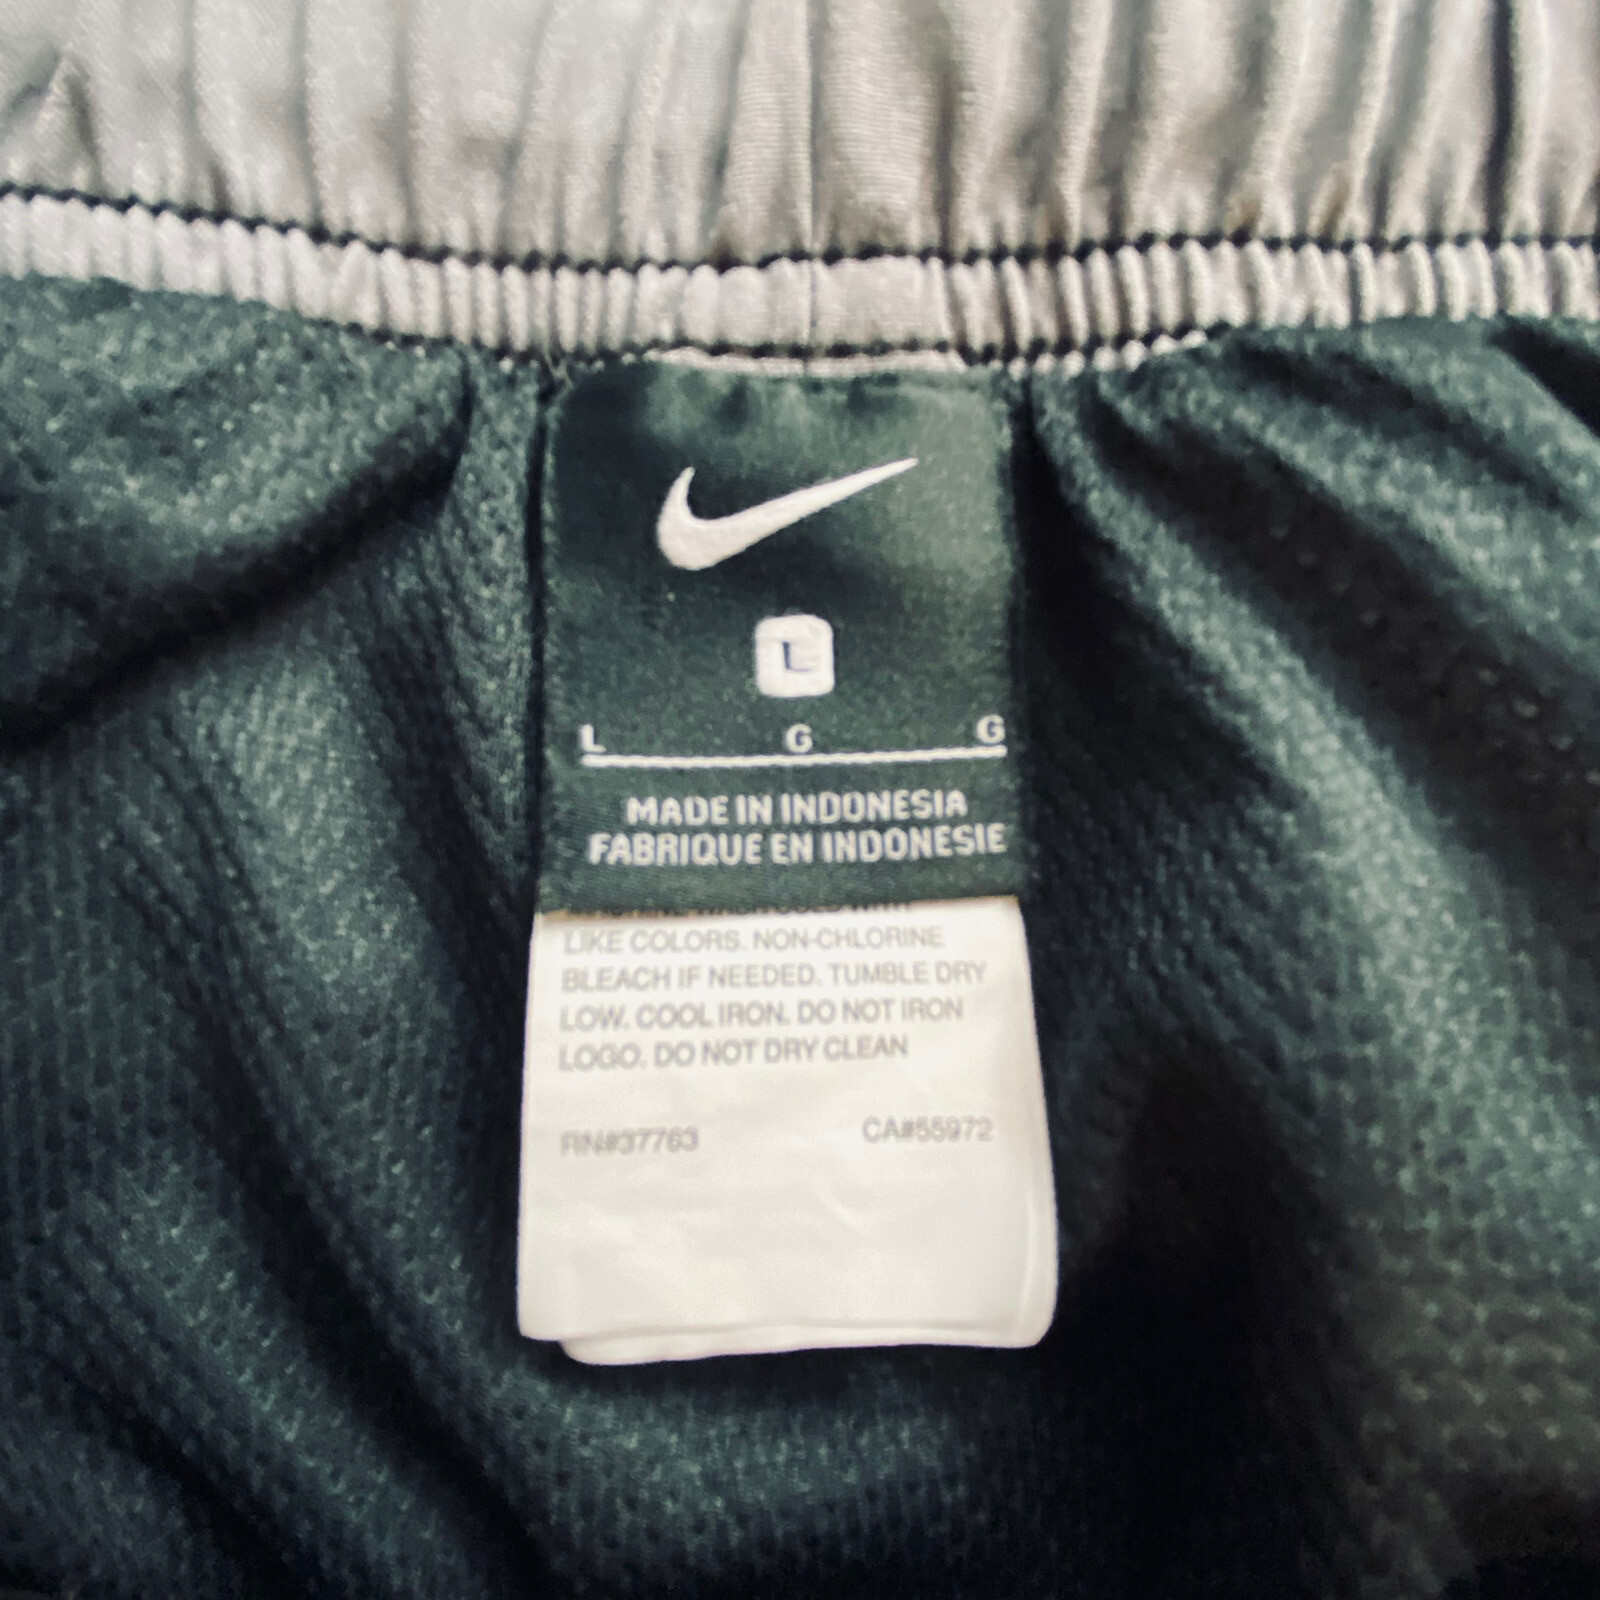 L
L G G
MADE IN INDONESIA
FABRIQUE EN INDONESIE
LIKE COLORS. NON-CHLORINE
BLEACH IF NEEDED. TUMBLE DRY
LOW. COOL IRON. DO NOT IRON
LOGO. DO NOT DRY CLEAN
RN#37763 CA#55972